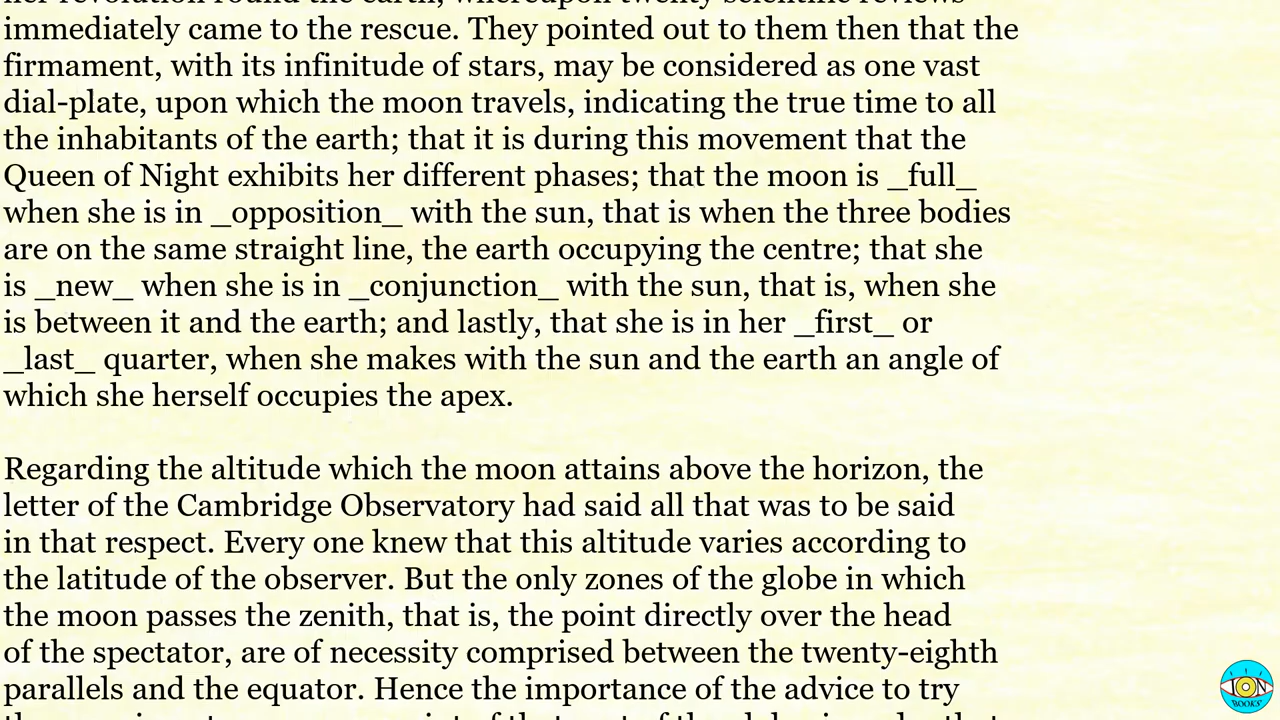 her revolution round the earth, whereupon twenty scientific reviews
immediately came to the rescue. They pointed out to them then that the
firmament, with its infinitude of stars, may be considered as one vast
dial-plate, upon which the moon travels, indicating the true time to all
the inhabitants of the earth; that it is during this movement that the
Queen of Night exhibits her different phases; that the moon is _full_
when she is in _opposition_ with the sun, that is when the three bodies
are on the same straight line, the earth occupying the centre; that she
is _new_ when she is in _conjunction_ with the sun, that is, when she
is between it and the earth; and lastly, that she is in her _first_ or
_last_ quarter, when she makes with the sun and the earth an angle of
which she herself occupies the apex.
Regarding the altitude which the moon attains above the horizon, the
letter of the Cambridge Observatory had said all that was to be said
in that respect. Every one knew that this altitude varies according to
the latitude of the observer. But the only zones of the globe in which
the moon passes the zenith, that is, the point directly over the head
of the spectator, are of necessity comprised between the twenty-eighth
parallels and the equator. Hence the importance of the advice to try
ION
BOOKS